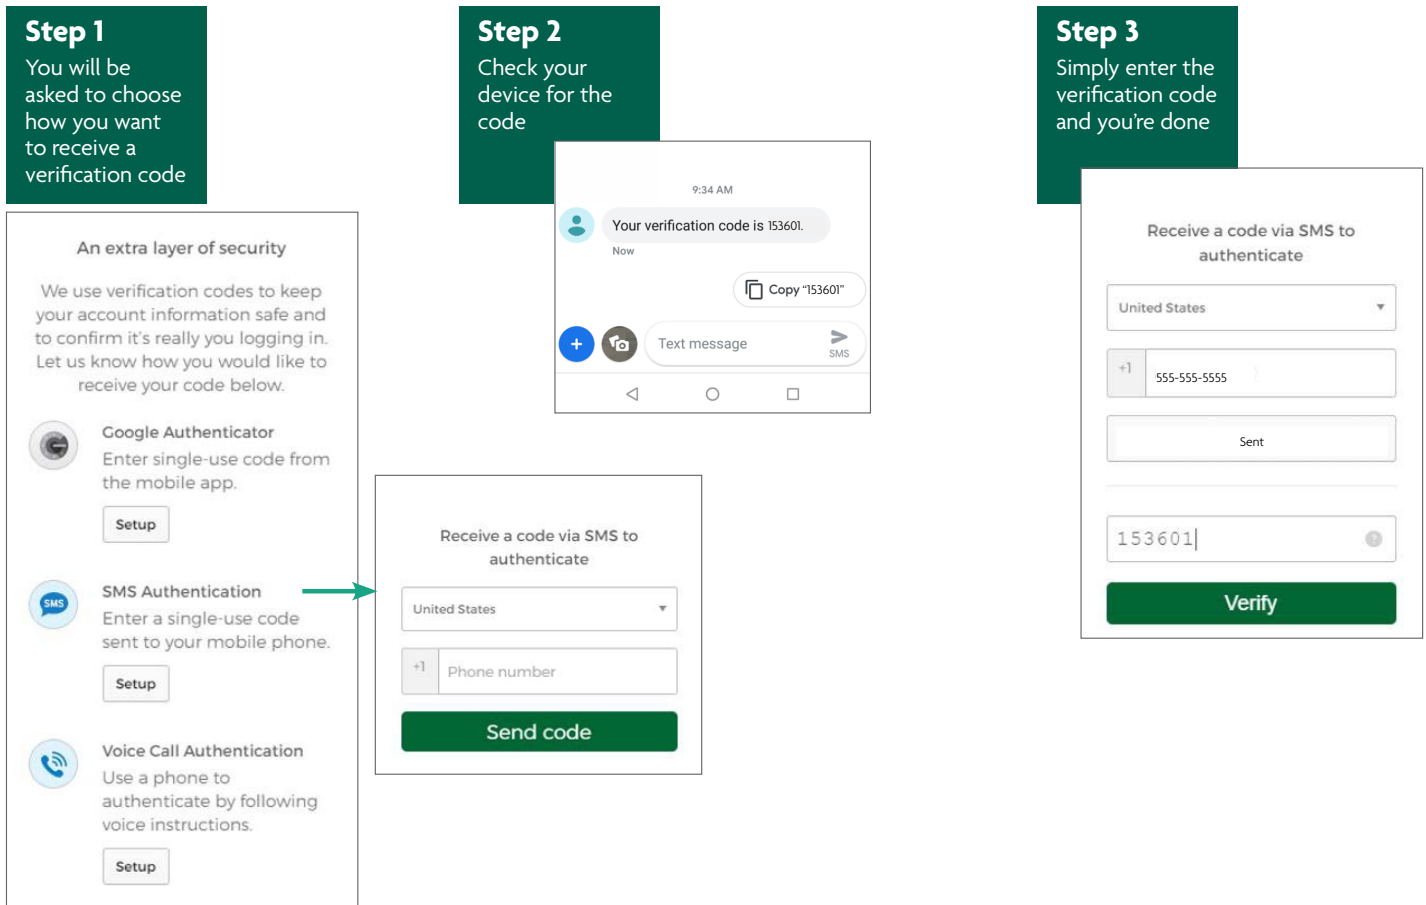 Step 1
You will be
asked to choose
how you want
to receive a
verification code
An extra layer of security
We use verification codes to keep
your account information safe and
to confirm it's really you logging in.
Let us know how you would like to
receive your code below.
Google Authenticator
Enter single-use code from
the mobile app.
Setup
SMS
SMS Authentication
Enter a single-use code
sent to your mobile phone.
Setup
Voice Call Authentication
Use a phone to
authenticate by following
voice instructions.
Setup
Receive a code via SMS to
authenticate
United States
+1 Phone number
Send code
Step 2
Check your
device for the
code
9:34 AM
Your verification code is 153601.
Now
Copy “153601”
+ Text message
SMS
Step 3
Simply enter the
verification code
and you’re done
Receive a code via SMS to
authenticate
United States
+1 555-555-5555
Sent
153601 ?
Verify